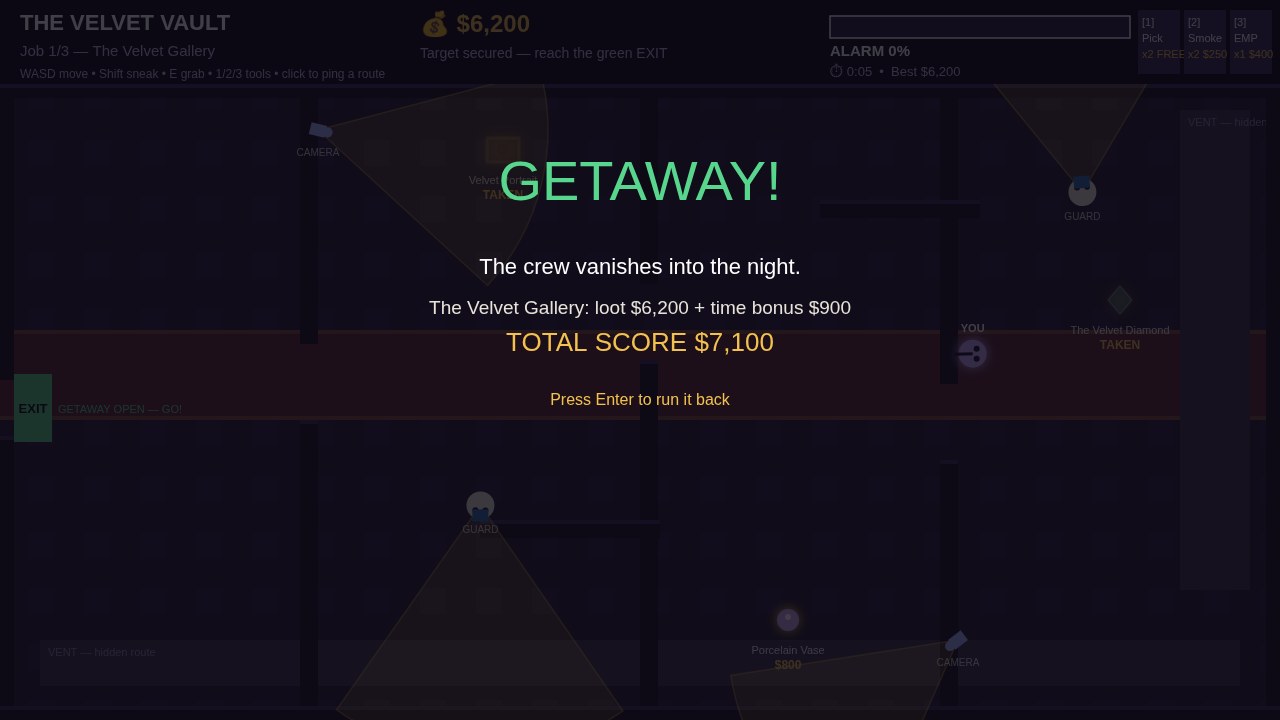 THE VELVET VAULT
Job 1/3 — The Velvet Gallery
WASD move • Shift sneak • E grab • 1/2/3 tools • click to ping a route
💰 $6,200
Target secured — reach the green EXIT
ALARM 0%
⏱ 0:05 • Best $6,200
[1]
Pick
x2 FREE
[2]
Smoke
x2 $250
[3]
EMP
x1 $400
VENT — hidden
CAMERA
Velvet Portrait
TAKEN
GETAWAY!
GUARD
The crew vanishes into the night.
The Velvet Gallery: loot $6,200 + time bonus $900
TOTAL SCORE $7,100
YOU
The Velvet Diamond
TAKEN
Press Enter to run it back
EXIT
GETAWAY OPEN — GO!
GUARD
VENT — hidden route
Porcelain Vase
$800
CAMERA